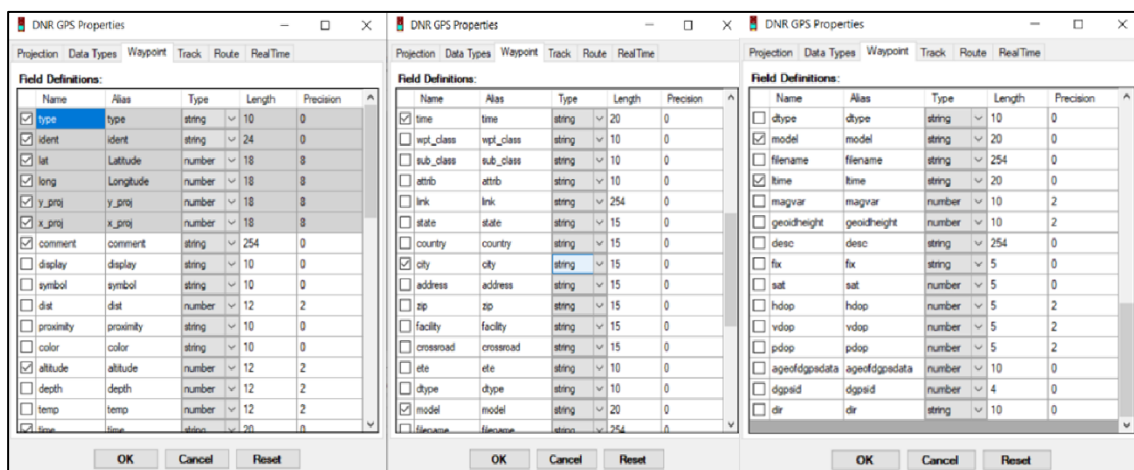 DNR GPS Properties
Projection Data Types Waypoint Track Route RealTime
Field Definitions:
Name Alias Type Length Precision
type type string 10 0
ident ident string 24 0
lat Latitude number 18 8
long Longitude number 18 8
y_proj y_proj number 18 8
x_proj x_proj number 18 8
comment comment string 254 0
display display string 10 0
symbol symbol string 10 0
dist dist number 12 2
proximity proximity string 10 0
color color string 10 0
altitude altitude number 12 2
depth depth number 12 2
temp temp number 12 2
time time string 20 0
OK Cancel Reset
DNR GPS Properties
Projection Data Types Waypoint Track Route RealTime
Field Definitions:
Name Alias Type Length Precision
time time string 20 0
wpt_class wpt_class string 10 0
sub_class sub_class string 10 0
attrib attrib string 10 0
link link string 254 0
state state string 15 0
country country string 15 0
city city string 15 0
address address string 15 0
zip zip string 15 0
facility facility string 15 0
crossroad crossroad string 15 0
ete ete string 10 0
dtype dtype string 10 0
model model string 20 0
filename filename string 254 0
OK Cancel Reset
DNR GPS Properties
Projection Data Types Waypoint Track Route RealTime
Field Definitions:
Name Alias Type Length Precision
dtype dtype string 10 0
model model string 20 0
filename filename string 254 0
ltime ltime string 20 0
magvar magvar number 10 2
geoidheight geoidheight number 10 2
desc desc string 254 0
fix fix string 5 0
sat sat number 5 0
hdop hdop number 5 2
vdop vdop number 5 2
pdop pdop number 5 2
ageofdgpsdata ageofdgpsdata number 10 0
dgpsid dgpsid number 4 0
dir dir string 10 0
OK Cancel Reset